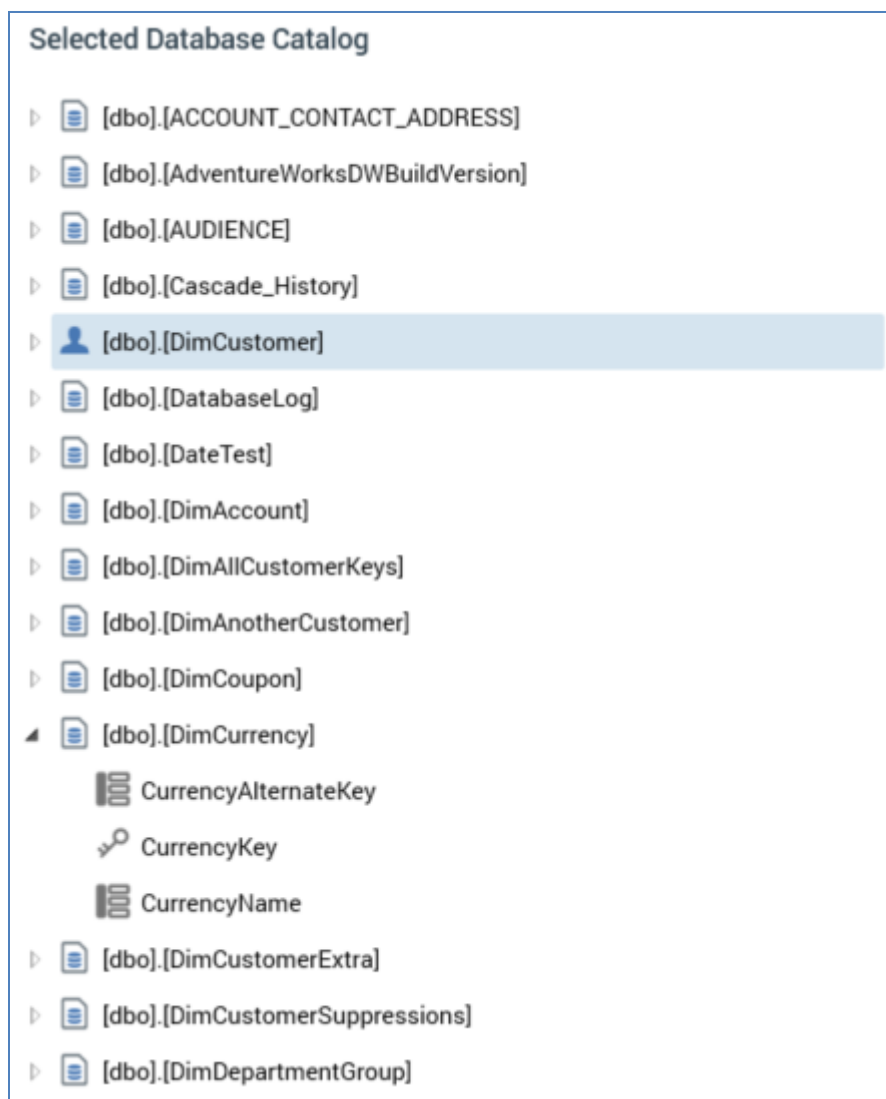 Selected Database Catalog
[dbo].[ACCOUNT_CONTACT_ADDRESS]
[dbo].[AdventureWorksDWBuildVersion]
[dbo].[AUDIENCE]
[dbo].[Cascade_History]
[dbo].[DimCustomer]
[dbo].[DatabaseLog]
[dbo].[DateTest]
[dbo].[DimAccount]
[dbo].[DimAllCustomerKeys]
[dbo].[DimAnotherCustomer]
[dbo].[DimCoupon]
[dbo].[DimCurrency]
CurrencyAlternateKey
CurrencyKey
CurrencyName
[dbo].[DimCustomerExtra]
[dbo].[DimCustomerSuppressions]
[dbo].[DimDepartmentGroup]